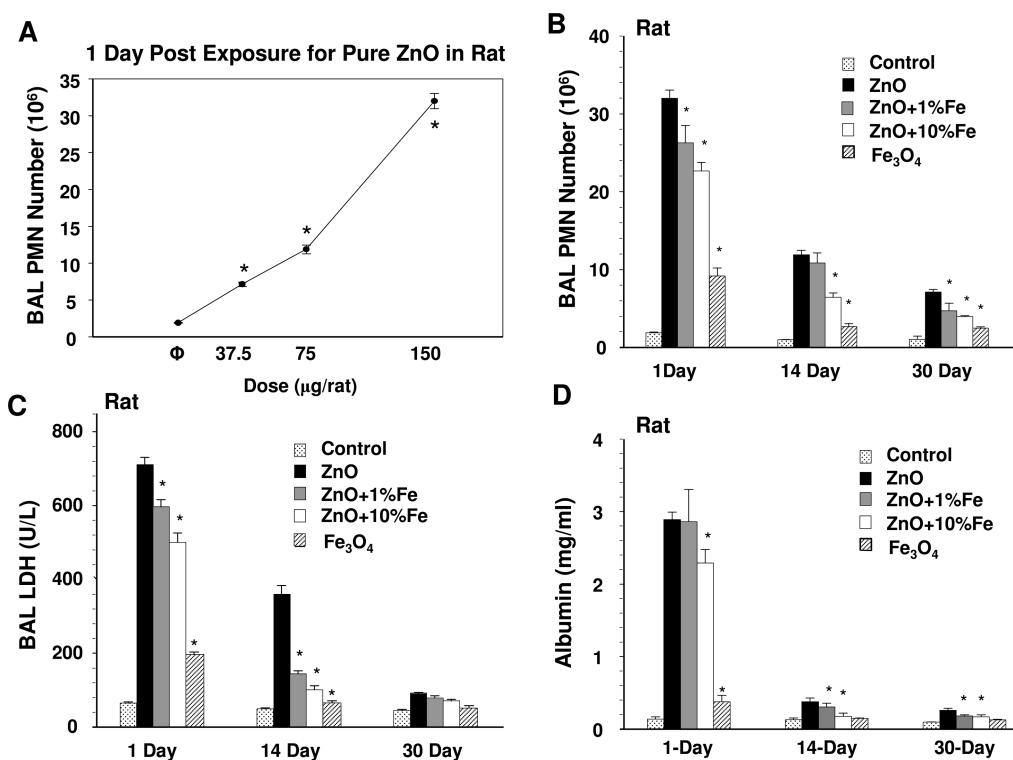 A
1 Day Post Exposure for Pure ZnO in Rat
BAL PMN Number (10⁶)
35
30
25
20
15
10
5
0
Φ 37.5 75 150
Dose (µg/rat)
*
*
*
B
Rat
BAL PMN Number (10⁶)
40
30
20
10
0
Control
ZnO
ZnO+1%Fe
ZnO+10%Fe
Fe₃O₄
* * *
* *
* * *
1Day 14 Day 30 Day
C
Rat
BAL LDH (U/L)
800
600
400
200
0
Control
ZnO
ZnO+1%Fe
ZnO+10%Fe
Fe₃O₄
* * *
* * *
1 Day 14 Day 30 Day
D
Rat
Albumin (mg/ml)
4
3
2
1
0
Control
ZnO
ZnO+1%Fe
ZnO+10%Fe
Fe₃O₄
* *
* *
* *
1-Day 14-Day 30-Day